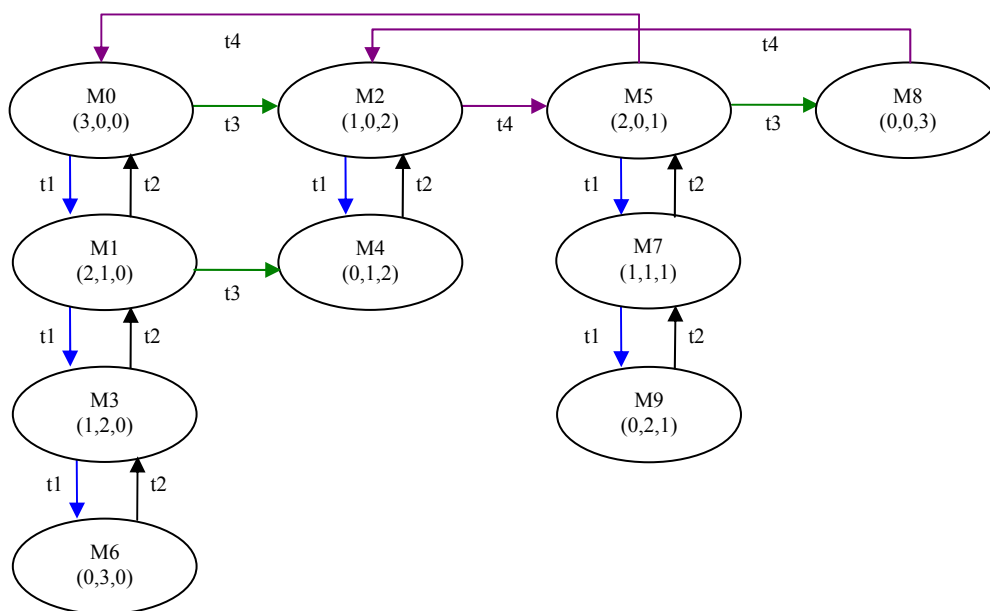 t4
t4
M0
(3,0,0)
t3
M2
(1,0,2)
t4
M5
(2,0,1)
t3
M8
(0,0,3)
t1
t2
t1
t2
t1
t2
M1
(2,1,0)
t3
M4
(0,1,2)
M7
(1,1,1)
t1
t2
t1
t2
M3
(1,2,0)
M9
(0,2,1)
t1
t2
M6
(0,3,0)